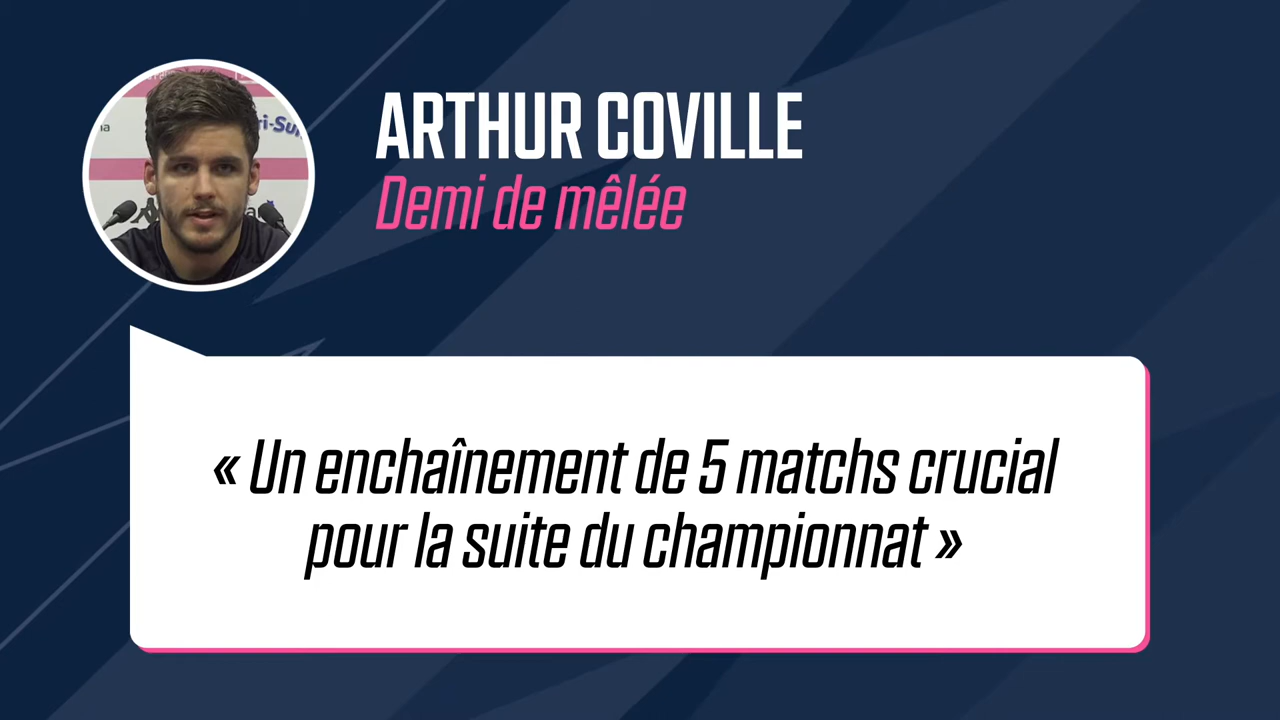 ARTHUR COVILLE
Demi de mêlée
« Un enchaînement de 5 matchs crucial
pour la suite du championnat »